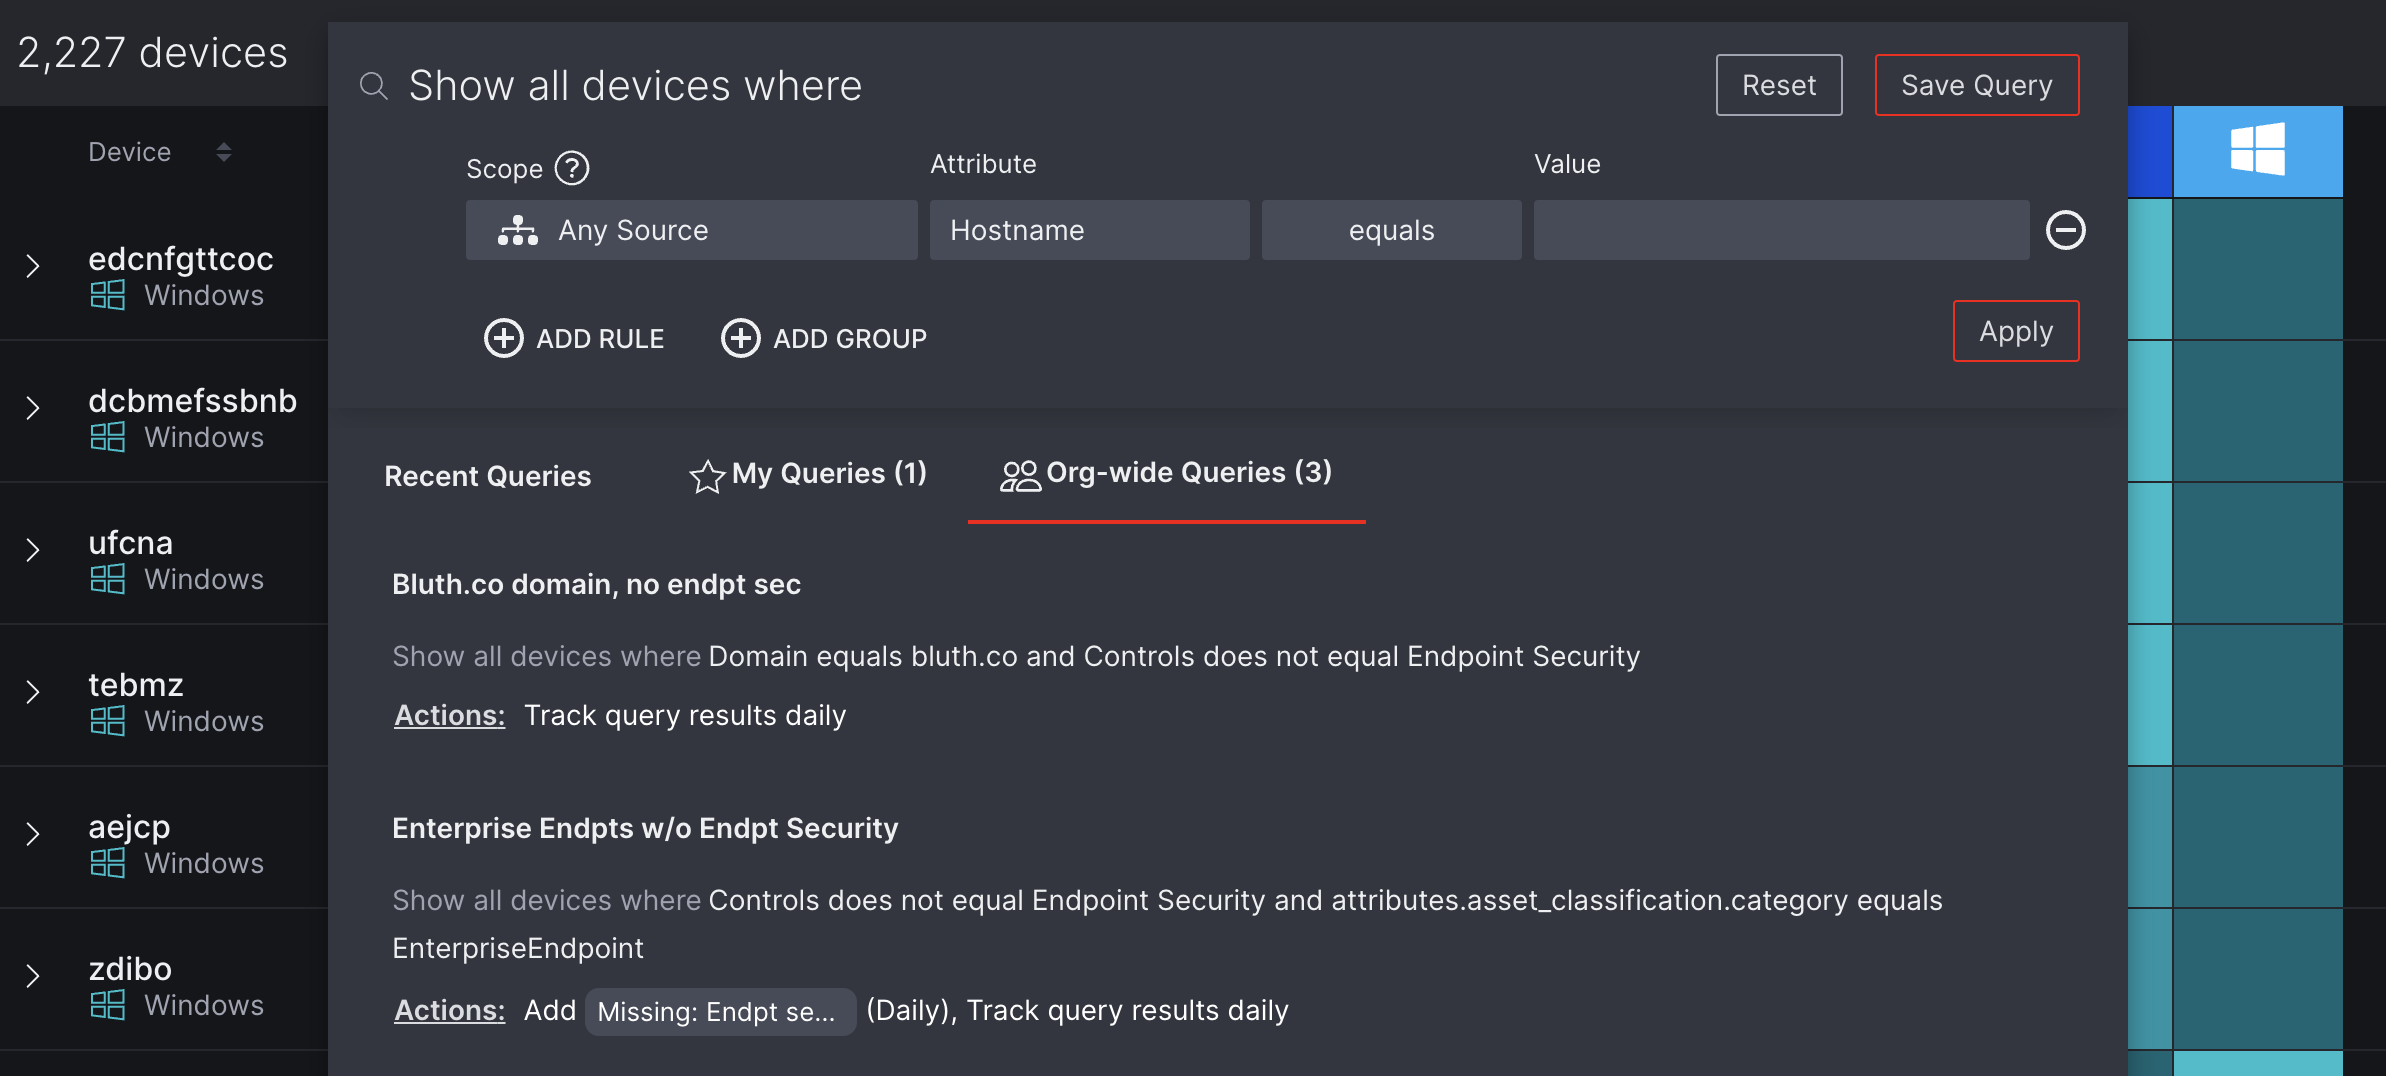 2,227 devices
Show all devices where
Reset
Save Query
Device
Scope ?
Attribute
Value
Any Source
Hostname
equals
ADD RULE
ADD GROUP
Apply
edcnfgttcoc
Windows
dcbmefssbnb
Windows
ufcna
Windows
tebmz
Windows
aejcp
Windows
zdibo
Windows
Recent Queries
My Queries (1)
Org-wide Queries (3)
Bluth.co domain, no endpt sec
Show all devices where Domain equals bluth.co and Controls does not equal Endpoint Security
Actions: Track query results daily
Enterprise Endpts w/o Endpt Security
Show all devices where Controls does not equal Endpoint Security and attributes.asset_classification.category equals
EnterpriseEndpoint
Actions: Add Missing: Endpt se... (Daily), Track query results daily